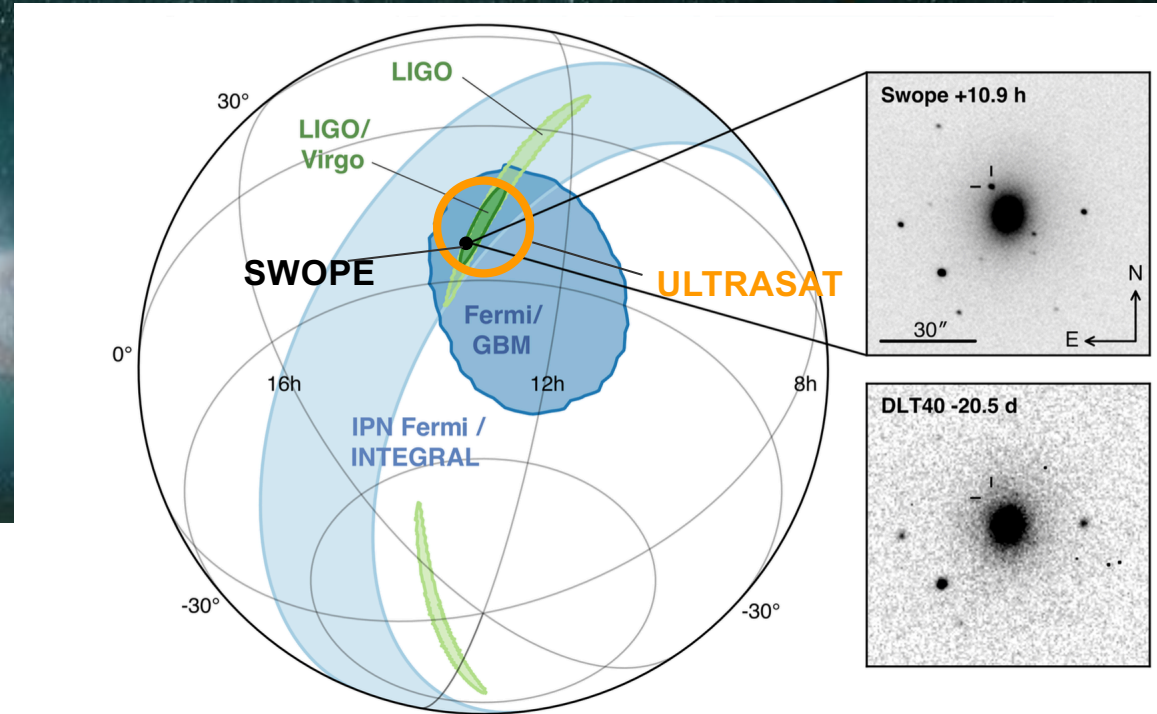 LIGO
30°
LIGO/
Virgo
SWOPE
ULTRASAT
Fermi/
GBM
0°
16h
12h
8h
IPN Fermi /
INTEGRAL
-30°
-30°
Swope +10.9 h
30″
N
E
DLT40 -20.5 d